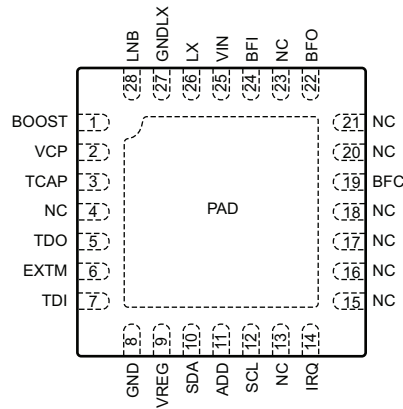 LNB
GNDLX
LX
VIN
BFI
NC
BFO
28
27
26
25
24
23
22
BOOST 1
VCP 2
TCAP 3
NC 4
TDO 5
EXTM 6
TDI 7
PAD
21 NC
20 NC
19 BFC
18 NC
17 NC
16 NC
15 NC
8
9
10
11
12
13
14
GND
VREG
SDA
ADD
SCL
NC
IRQ